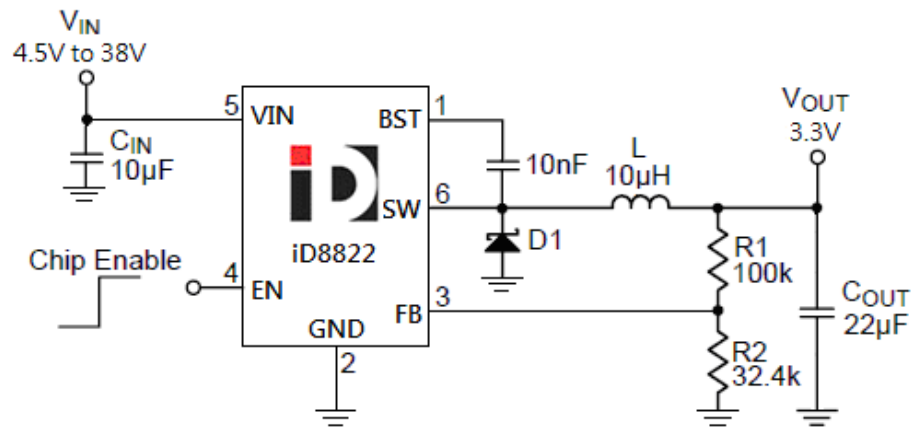 VIN
4.5V to 38V
5
VIN
CIN
10µF
Chip Enable
4
EN
iD
iD8822
GND
2
BST
1
10nF
SW
6
D1
L
10µH
FB
3
VOUT
3.3V
R1
100k
R2
32.4k
COUT
22µF